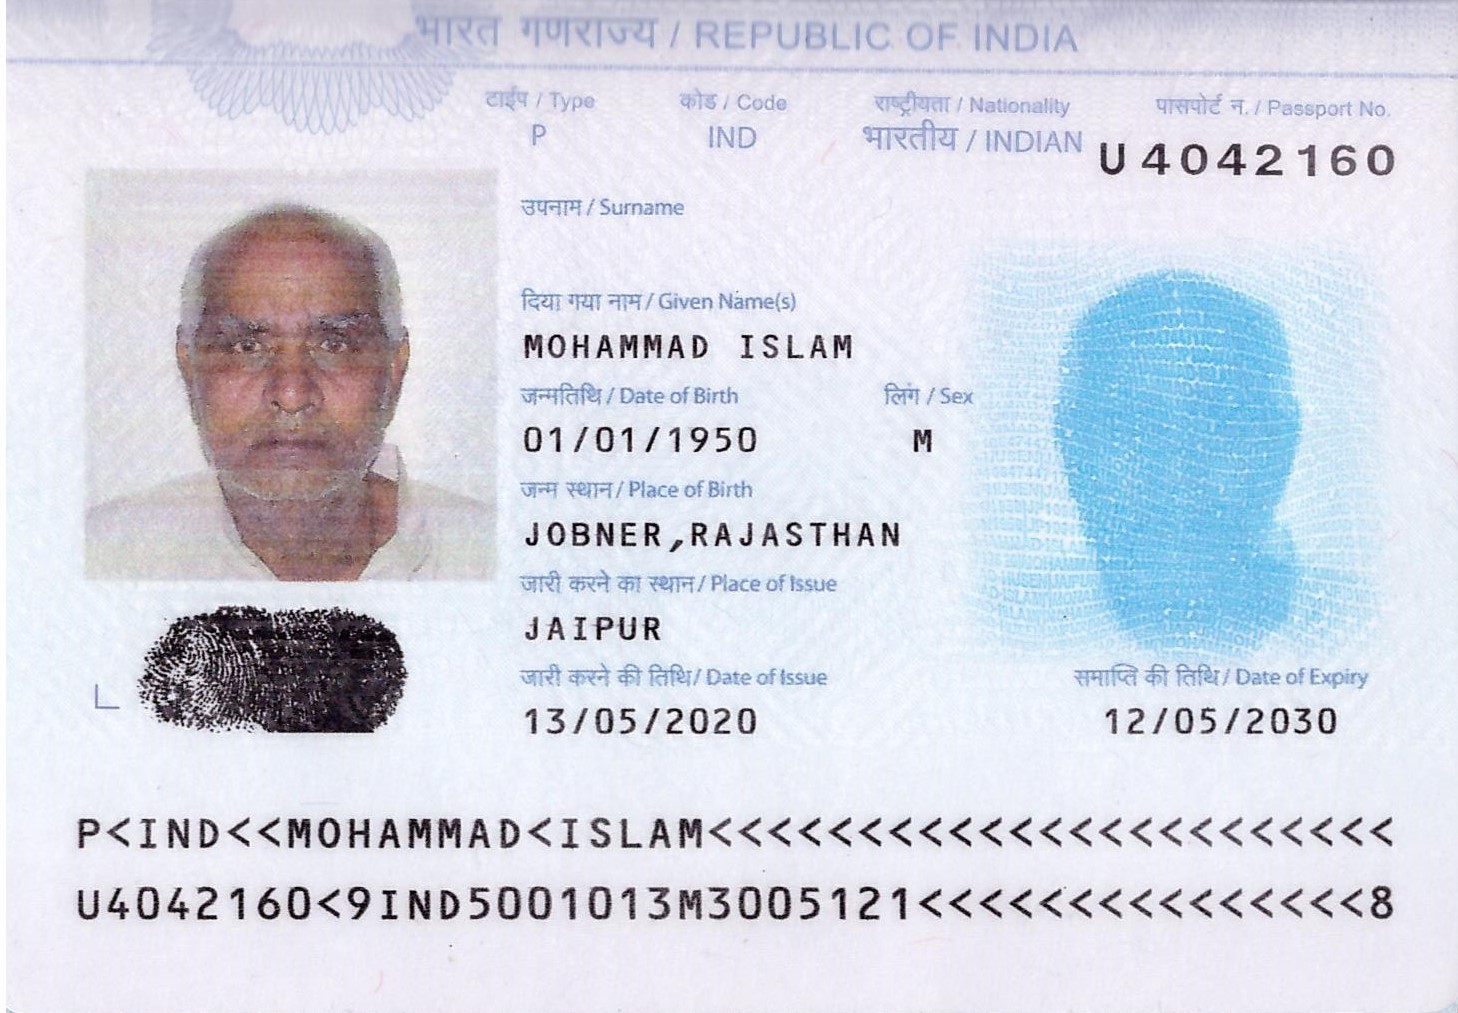 भारत गणराज्य / REPUBLIC OF INDIA
टाईप / Type कोड / Code राष्ट्रीयता / Nationality पासपोर्ट न. / Passport No.
P IND भारतीय / INDIAN U4042160
उपनाम / Surname
दिया गया नाम / Given Name(s)
MOHAMMAD ISLAM
जन्मतिथि / Date of Birth लिंग / Sex
01/01/1950 M
जन्म स्थान / Place of Birth
JOBNER,RAJASTHAN
जारी करने का स्थान / Place of Issue
JAIPUR
जारी करने की तिथि / Date of Issue समाप्ति की तिथि / Date of Expiry
13/05/2020 12/05/2030
P<IND<<MOHAMMAD<ISLAM<<<<<<<<<<<<<<<<<<<<<<<
U4042160<9IND5001013M3005121<<<<<<<<<<<<<<<8